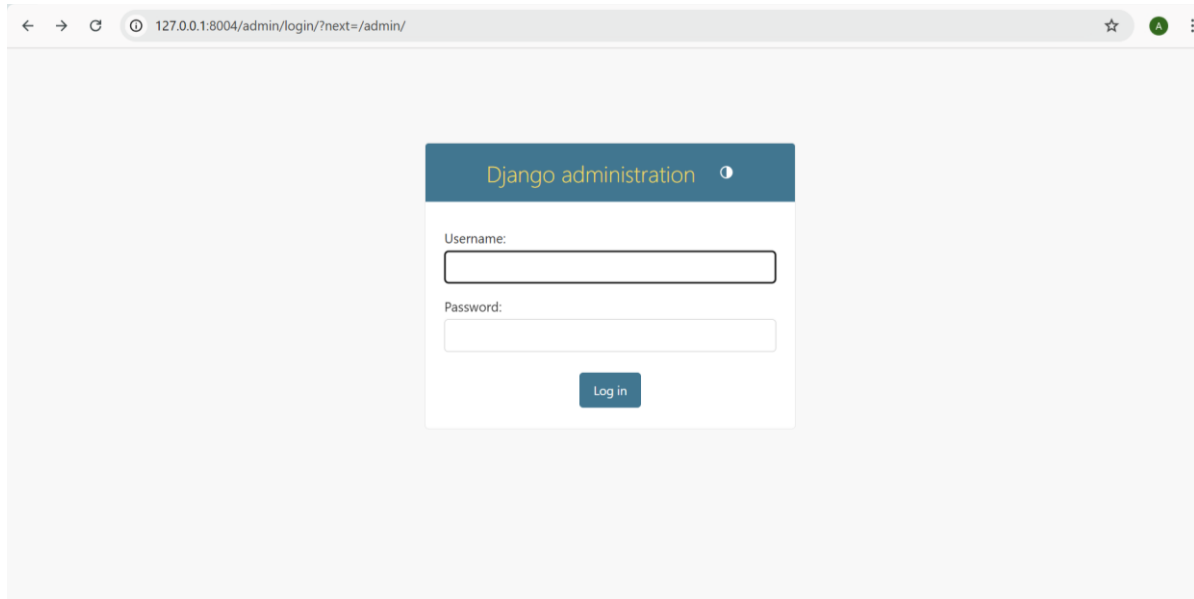 127.0.0.1:8004/admin/login/?next=/admin/
A
Django administration
Username:
Password:
Log in